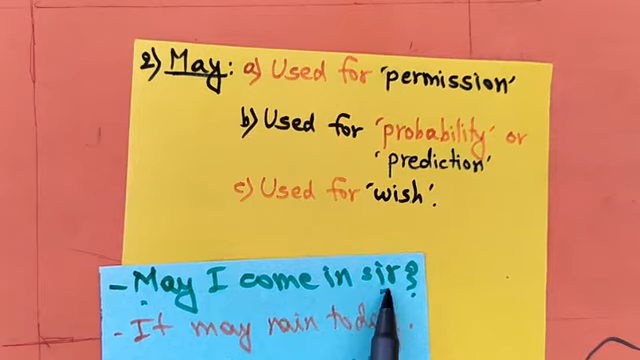 2) May: a) Used for 'permission'
b) Used for 'probability' or
'prediction'
c) Used for 'wish'.
- May I come in sir?
- It may rain today.